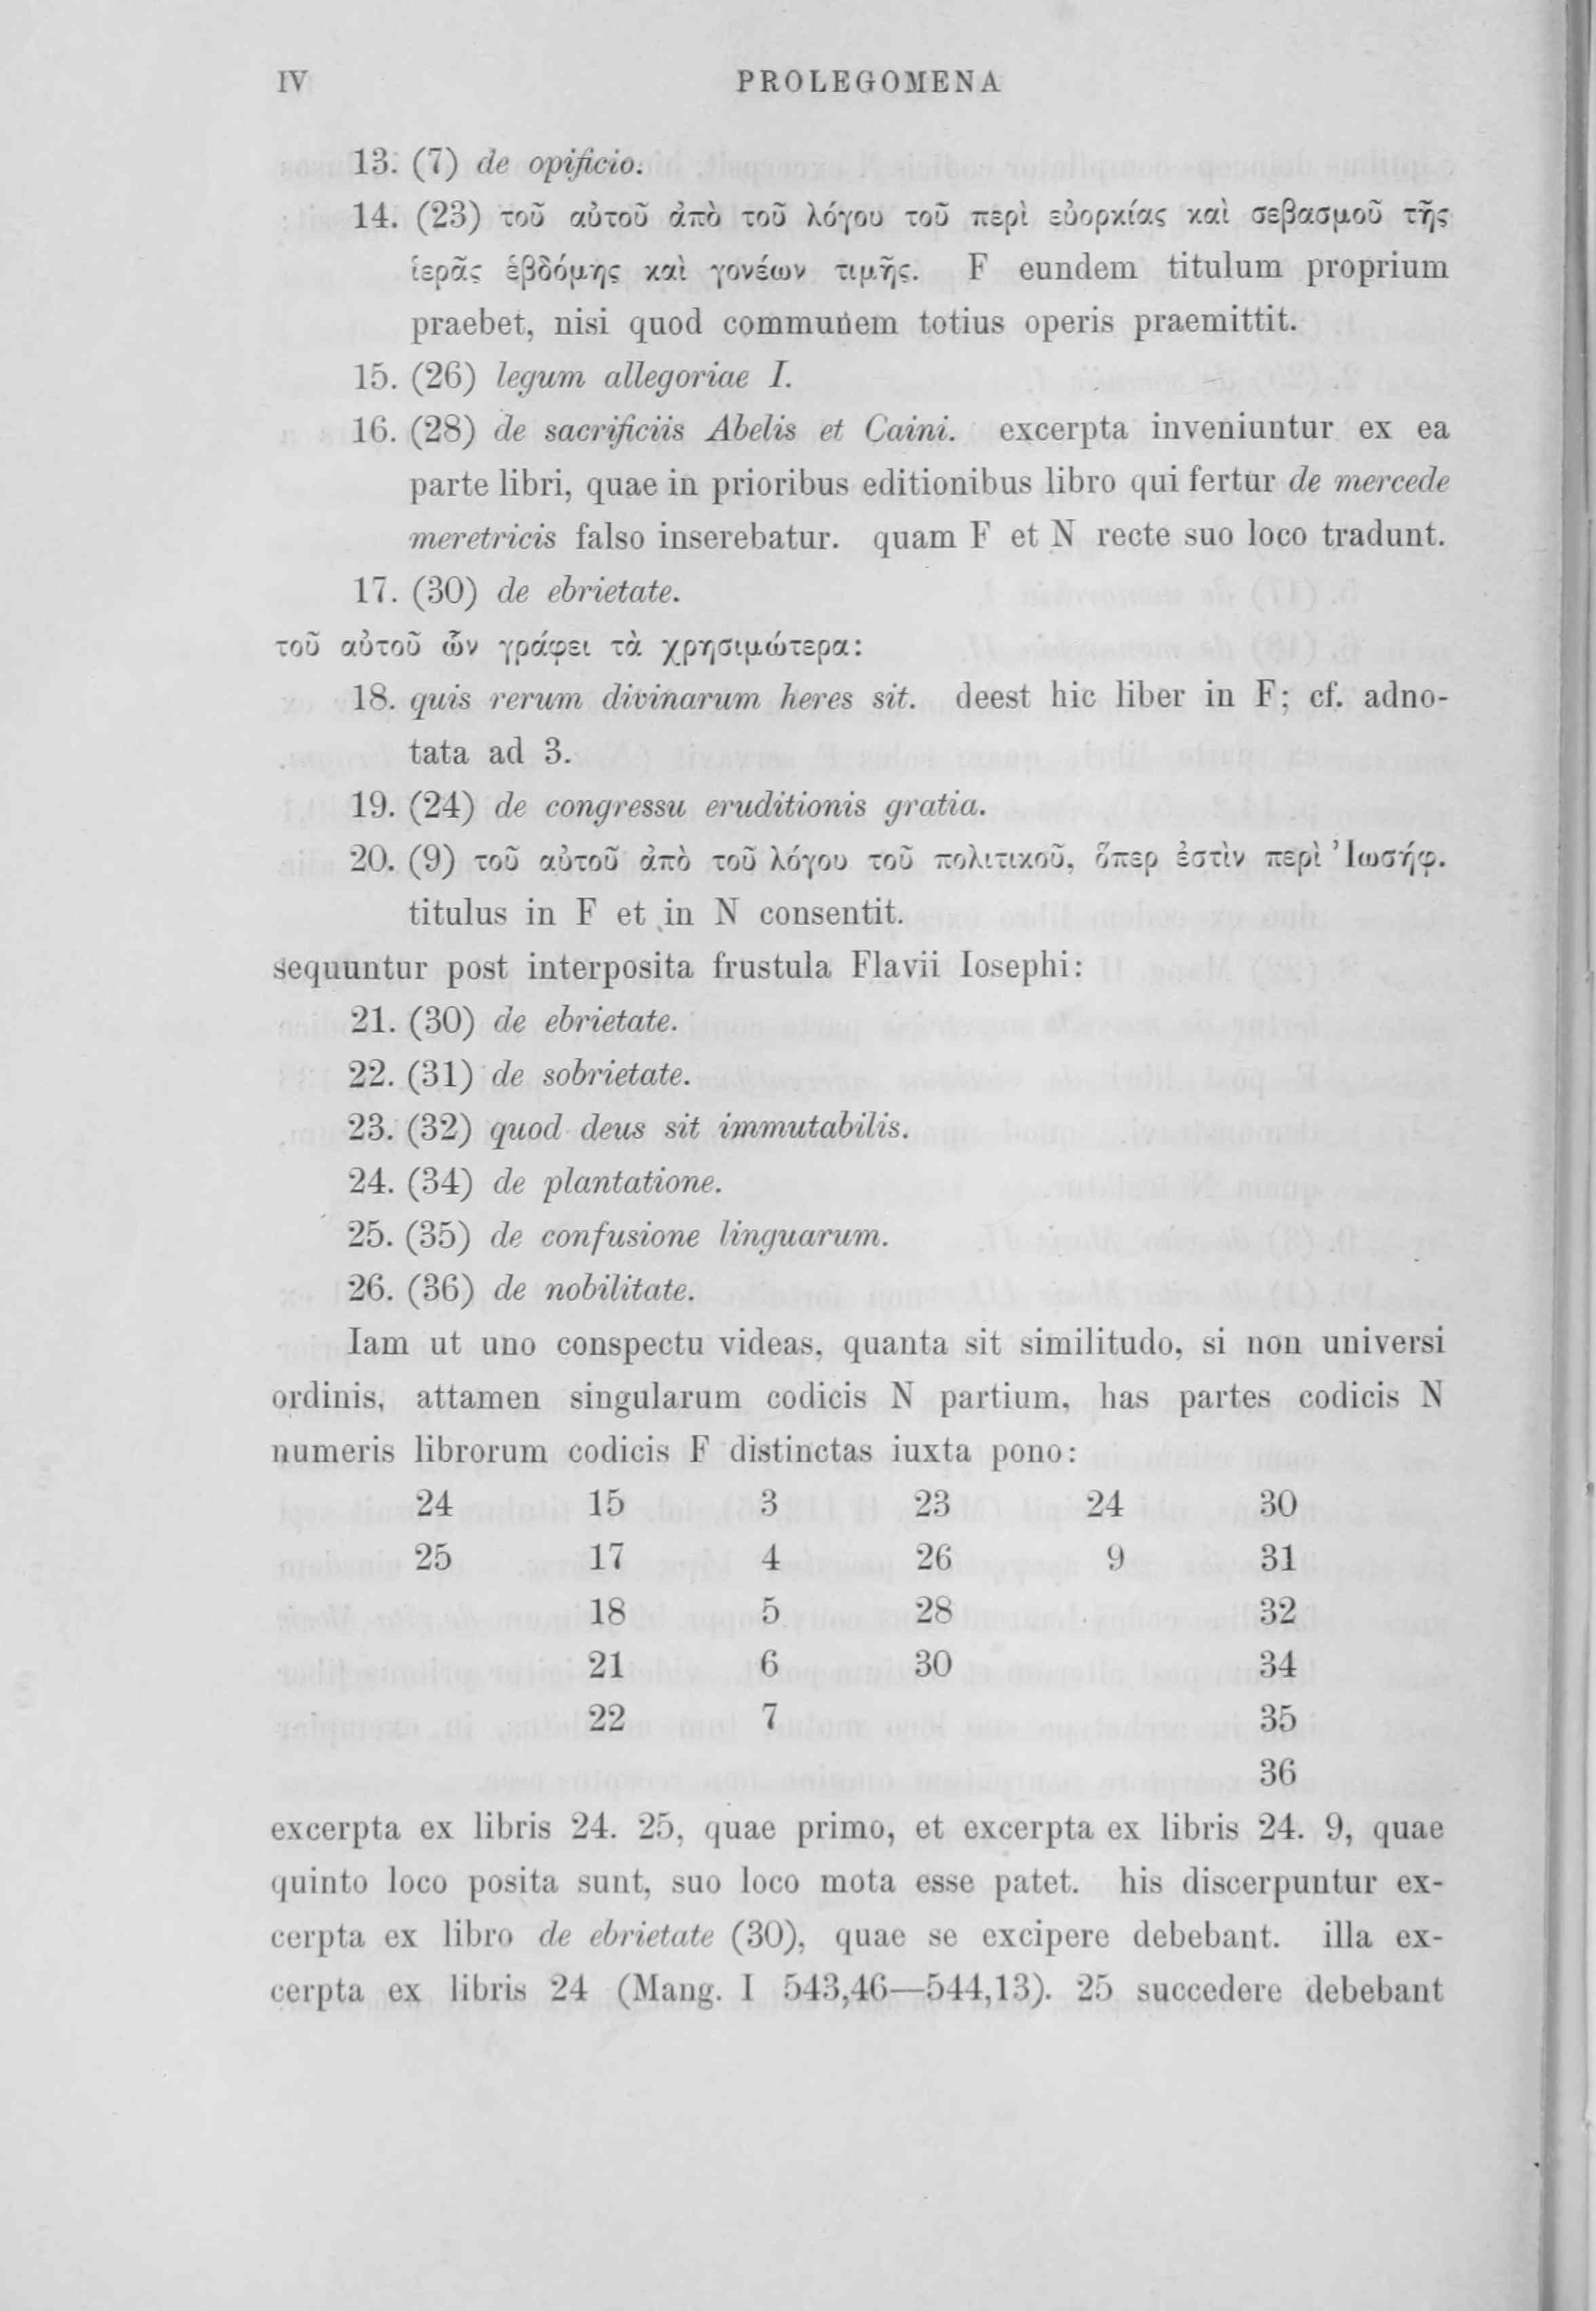 IV PROLEGOMENA
13. (7) de opificio.
14. (23) τοῦ αὐτοῦ ἀπὸ τοῦ λόγου τοῦ περὶ εὐορκίας καὶ σεβασμοῦ τῆς
ἱερᾶς ἑβδόμης καὶ γονέων τιμῆς. F eundem titulum proprium
praebet, nisi quod communem totius operis praemittit.
15. (26) legum allegoriae I.
16. (28) de sacrificiis Abelis et Caini. excerpta inveniuntur ex ea
parte libri, quae in prioribus editionibus libro qui fertur de mercede
meretricis falso inserebatur. quam F et N recte suo loco tradunt.
17. (30) de ebrietate.
τοῦ αὐτοῦ ὧν γράφει τὰ χρησιμώτερα:
18. quis rerum divinarum heres sit. deest hic liber in F; cf. adno-
tata ad 3.
19. (24) de congressu eruditionis gratia.
20. (9) τοῦ αὐτοῦ ἀπὸ τοῦ λόγου τοῦ πολιτικοῦ, ὅπερ ἐστὶν περὶ Ἰωσήφ.
titulus in F et in N consentit.
sequuntur post interposita frustula Flavii Iosephi:
21. (30) de ebrietate.
22. (31) de sobrietate.
23. (32) quod deus sit immutabilis.
24. (34) de plantatione.
25. (35) de confusione linguarum.
26. (36) de nobilitate.
Iam ut uno conspectu videas, quanta sit similitudo, si non universi
ordinis, attamen singularum codicis N partium, has partes codicis N
numeris librorum codicis F distinctas iuxta pono:
24 15 3 23 24 30
25 17 4 26 9 31
18 5 28 32
21 6 30 34
22 7 35
36
excerpta ex libris 24. 25, quae primo, et excerpta ex libris 24. 9, quae
quinto loco posita sunt, suo loco mota esse patet. his discerpuntur ex-
cerpta ex libro de ebrietate (30), quae se excipere debebant. illa ex-
cerpta ex libris 24 (Mang. I 543,46—544,13). 25 succedere debebant